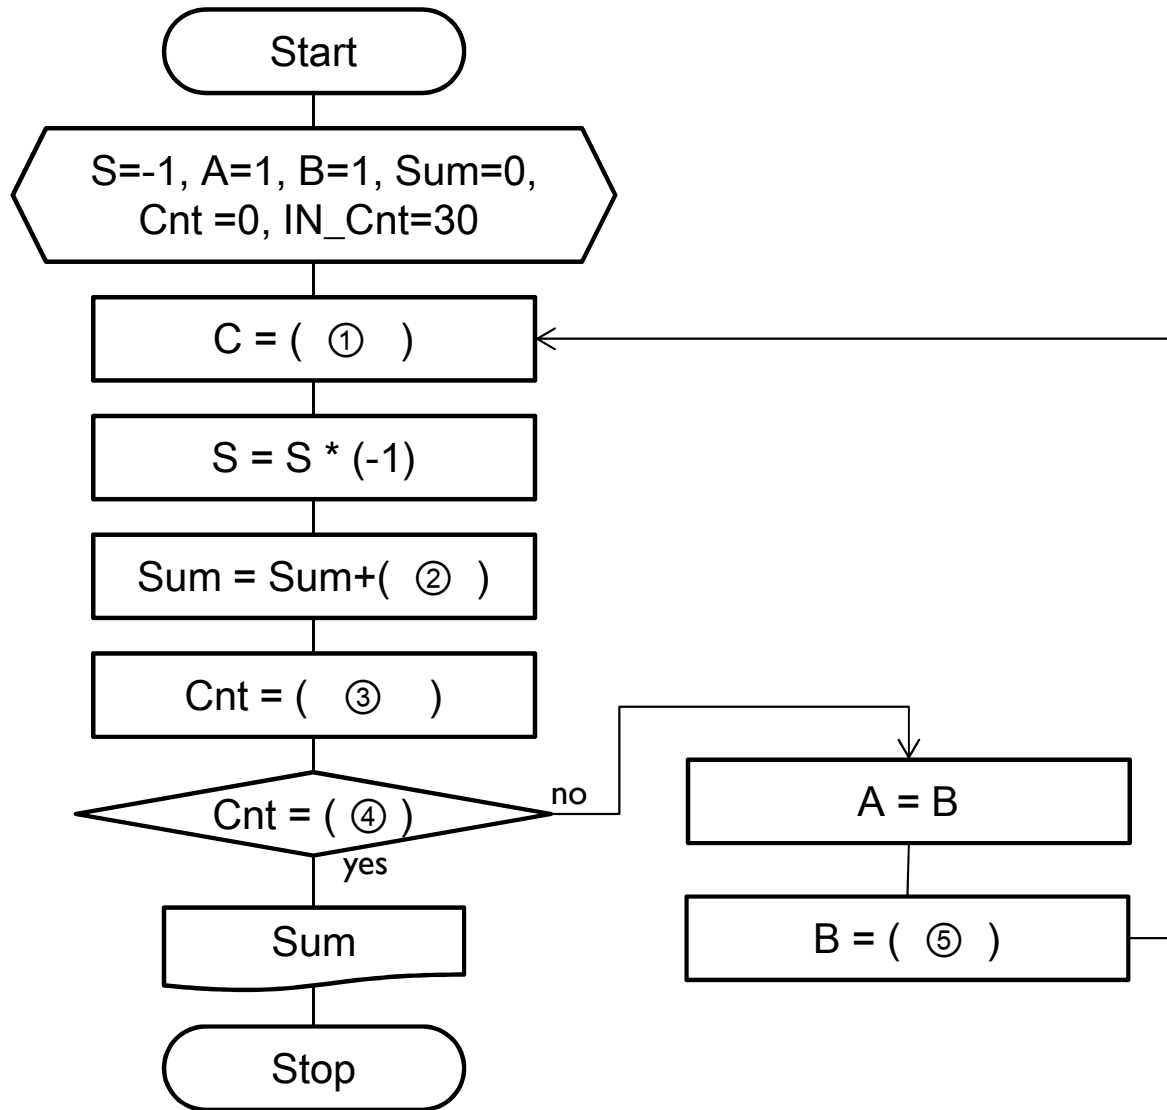 Start
S=-1, A=1, B=1, Sum=0,
Cnt =0, IN_Cnt=30
C = ( ① )
S = S * (-1)
Sum = Sum+( ② )
Cnt = ( ③ )
Cnt = ( ④ )
no
yes
A = B
B = ( ⑤ )
Sum
Stop